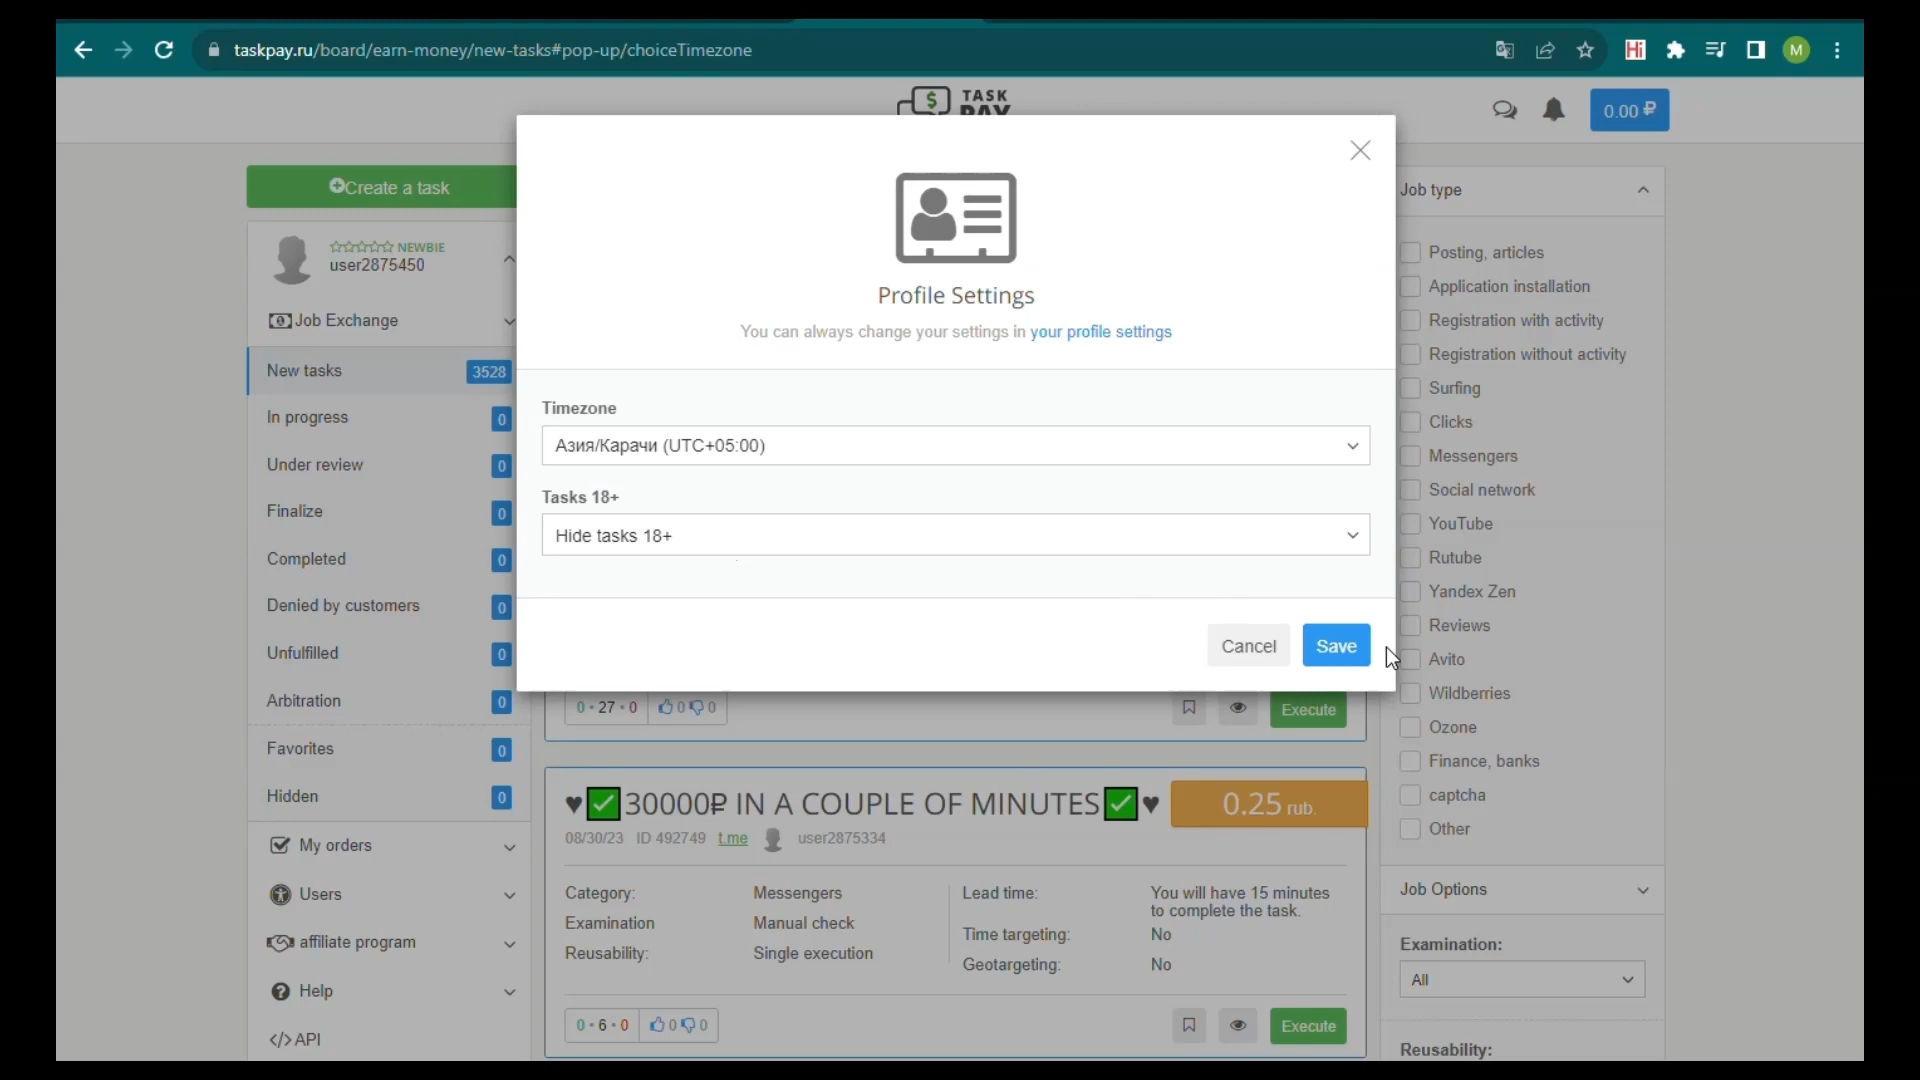 taskpay.ru/board/earn-money/new-tasks#pop-up/choiceTimezone
Hi
M
$ TASK
PAY
0.00 ₽
Create a task
NEWBIE
user2875450
Job Exchange
New tasks 3528
In progress 0
Under review 0
Finalize 0
Completed 0
Denied by customers 0
Unfulfilled 0
Arbitration 0
Favorites 0
Hidden 0
My orders
Users
affiliate program
Help
</> API
Profile Settings
You can always change your settings in your profile settings
Timezone
Азия/Карачи (UTC+05:00)
Tasks 18+
Hide tasks 18+
Cancel
Save
0 • 27 • 0 0 0
Execute
♥✅30000₽ IN A COUPLE OF MINUTES✅♥
0.25 rub.
08/30/23 ID 492749 t.me user2875334
Category: Messengers
Examination Manual check
Reusability: Single execution
Lead time: You will have 15 minutes
to complete the task.
Time targeting: No
Geotargeting: No
0 • 6 • 0 0 0
Execute
Job type
Posting, articles
Application installation
Registration with activity
Registration without activity
Surfing
Clicks
Messengers
Social network
YouTube
Rutube
Yandex Zen
Reviews
Avito
Wildberries
Ozone
Finance, banks
captcha
Other
Job Options
Examination:
All
Reusability: